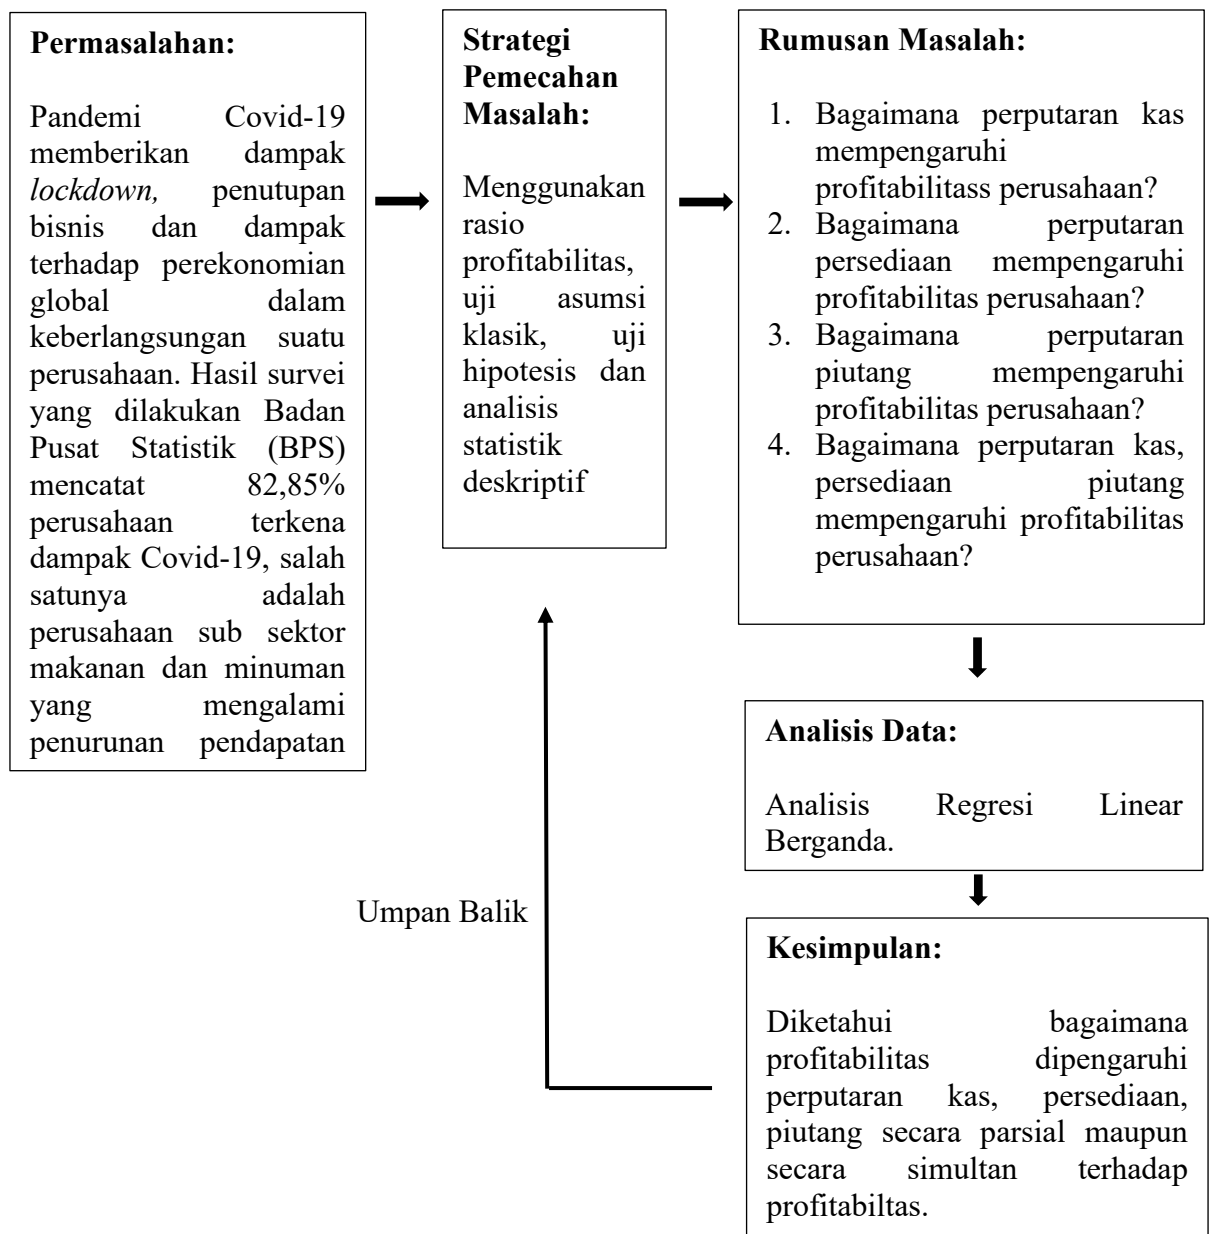 Permasalahan:
Pandemi Covid-19
memberikan dampak
lockdown, penutupan
bisnis dan dampak
terhadap perekonomian
global dalam
keberlangsungan suatu
perusahaan. Hasil survei
yang dilakukan Badan
Pusat Statistik (BPS)
mencatat 82,85%
perusahaan terkena
dampak Covid-19, salah
satunya adalah
perusahaan sub sektor
makanan dan minuman
yang mengalami
penurunan pendapatan
Strategi
Pemecahan
Masalah:
Menggunakan
rasio
profitabilitas,
uji asumsi
klasik, uji
hipotesis dan
analisis
statistik
deskriptif
Rumusan Masalah:
1. Bagaimana perputaran kas
mempengaruhi
profitabilitass perusahaan?
2. Bagaimana perputaran
persediaan mempengaruhi
profitabilitas perusahaan?
3. Bagaimana perputaran
piutang mempengaruhi
profitabilitas perusahaan?
4. Bagaimana perputaran kas,
persediaan piutang
mempengaruhi profitabilitas
perusahaan?
Analisis Data:
Analisis Regresi Linear
Berganda.
Umpan Balik
Kesimpulan:
Diketahui bagaimana
profitabilitas dipengaruhi
perputaran kas, persediaan,
piutang secara parsial maupun
secara simultan terhadap
profitabiltas.